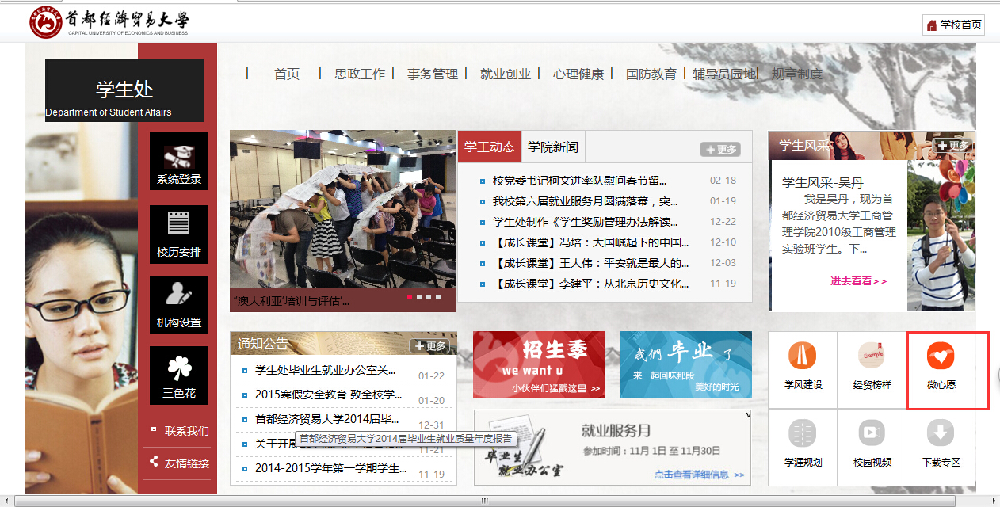 首都经济贸易大学
CAPITAL UNIVERSITY OF ECONOMICS AND BUSINESS
学校首页
学生处
Department of Student Affairs
首页
思政工作
事务管理
就业创业
心理健康
国防教育
辅导员园地
规章制度
系统登录
校历安排
机构设置
三色花
联系我们
友情链接
“澳大利亚‘培训与评估’...
学工动态
学院新闻
更多
校党委书记柯文进率队慰问春节留... 02-18
我校第六届就业服务月圆满落幕，突... 01-19
学生处制作《学生奖励管理办法解读... 12-22
【成长课堂】冯培：大国崛起下的中国... 12-10
【成长课堂】王大伟：平安就是最大的... 12-03
【成长课堂】李建平：从北京历史文化... 11-19
学生风采
更多
学生风采-吴丹
我是吴丹，现为首
都经济贸易大学工商管
理学院2010级工商管理
实验班学生。下...
进去看看>>
通知公告
更多
学生处毕业生就业办公室关... 01-22
2015寒假安全教育 致全校学... 01-20
首都经济贸易大学2014届毕... 12-31
首都经济贸易大学2014届毕业生就业质量年度报告
关于开展 11-21
2014-2015学年第一学期学生... 11-19
招生季
we want u
小伙伴们猛戳这里 >>
我们毕业了
来一起回味那段
美好的时光
毕业生
就业办公室
就业服务月
参加时间：11月 1日 至 11月30日
点击查看详细信息 >>
学风建设
Example
经贸榜样
微心愿
学涯规划
校园视频
下载专区